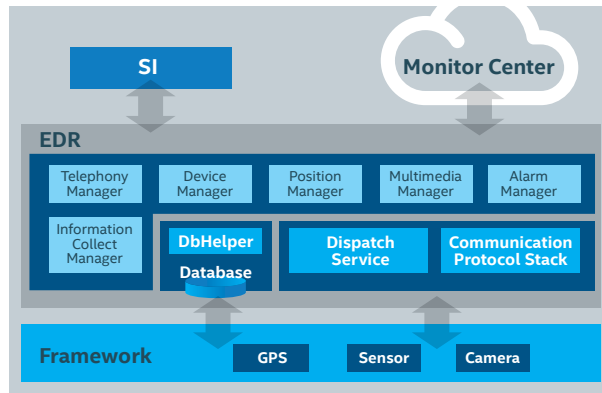 SI
Monitor Center
EDR
Telephony
Manager
Device
Manager
Position
Manager
Multimedia
Manager
Alarm
Manager
Information
Collect
Manager
DbHelper
Database
Dispatch
Service
Communication
Protocol Stack
Framework
GPS
Sensor
Camera